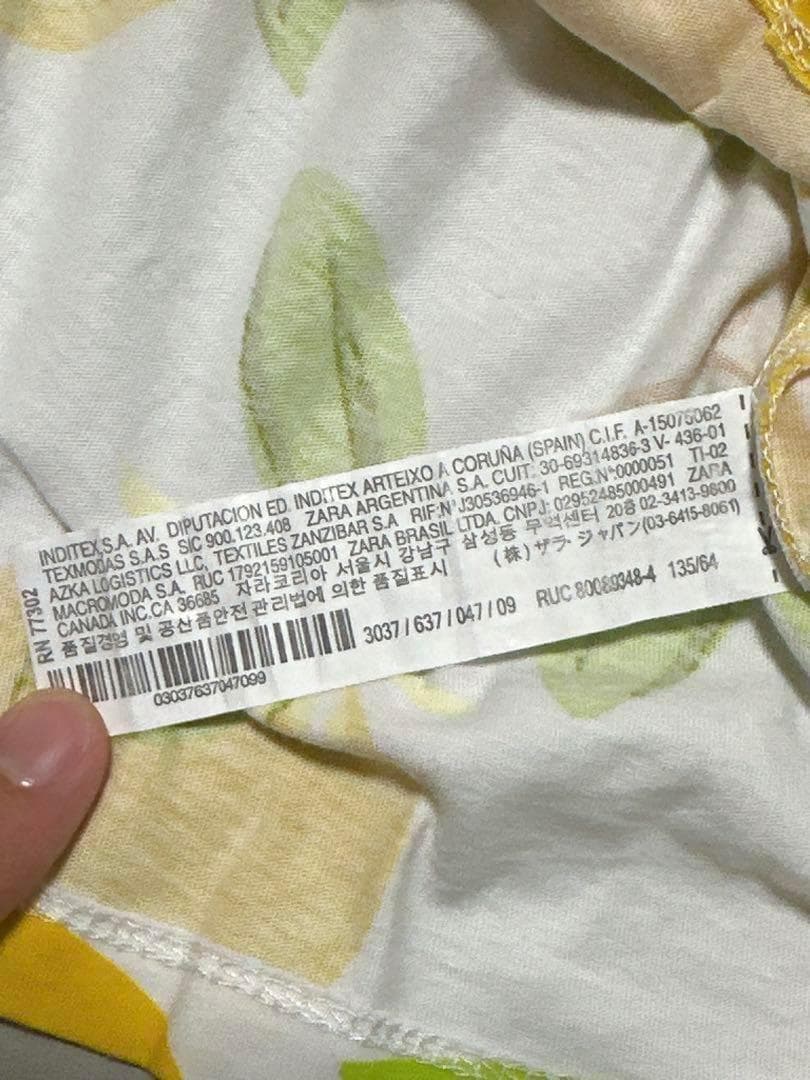 INDITEX,S.A. AV. DIPUTACION ED. INDITEX ARTEIXO A CORUÑA (SPAIN) C.I.F. A-15075062
TEXMODAS S.A.S SIC 900.123.408 ZARA ARGENTINA S.A. CUIT: 30-69314836-3 V- 436-01
AZKA LOGISTICS LLC, TEXTILES ZANZIBAR S.A RIF:Nº J30536946-1 REG.Nº0000051 TI-02
MACROMODA S.A. RUC 1792159105001 ZARA BRASIL LTDA. CNPJ: 02952485000491 ZARA
CANADA INC.CA 36685 자라코리아 서울시 강남구 삼성동 무역센터 20층 02-3413-9800
품질경영 및 공산품안전관리법에 의한 품질표시 (株) ザラ・ジャパン(03-6415-8061)
RN 77302
3037 / 637 / 047 / 09 RUC 80089348-4 135/64
03037637047099